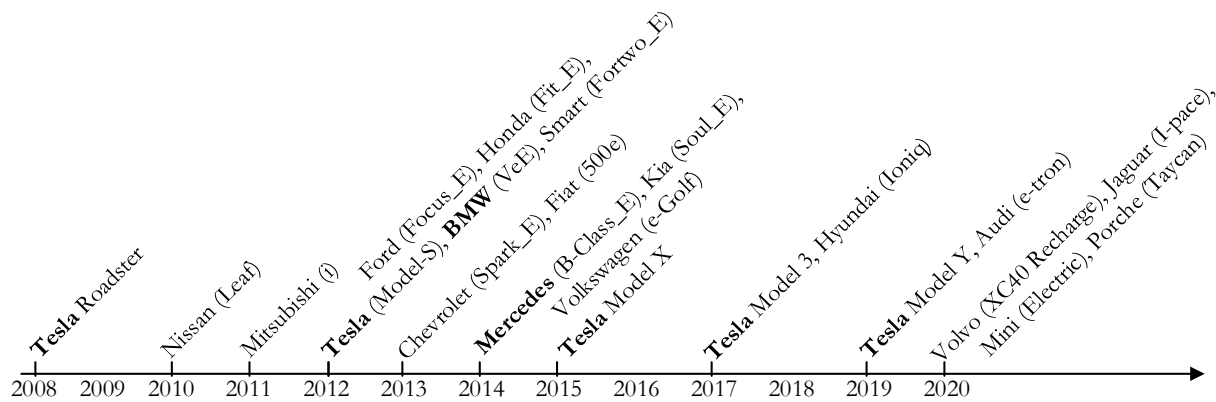 Tesla Roadster
Nissan (Leaf)
Mitsubishi (i)
Ford (Focus_E), Honda (Fit_E),
Tesla (Model-S), BMW (VeE), Smart (Fortwo_E)
Chevrolet (Spark_E), Fiat (500e)
Mercedes (B-Class_E), Kia (Soul_E),
Volkswagen (e-Golf)
Tesla Model X
Tesla Model 3, Hyundai (Ioniq)
Tesla Model Y, Audi (e-tron)
Volvo (XC40 Recharge), Jaguar (I-pace),
Mini (Electric), Porche (Taycan)
2008 2009 2010 2011 2012 2013 2014 2015 2016 2017 2018 2019 2020